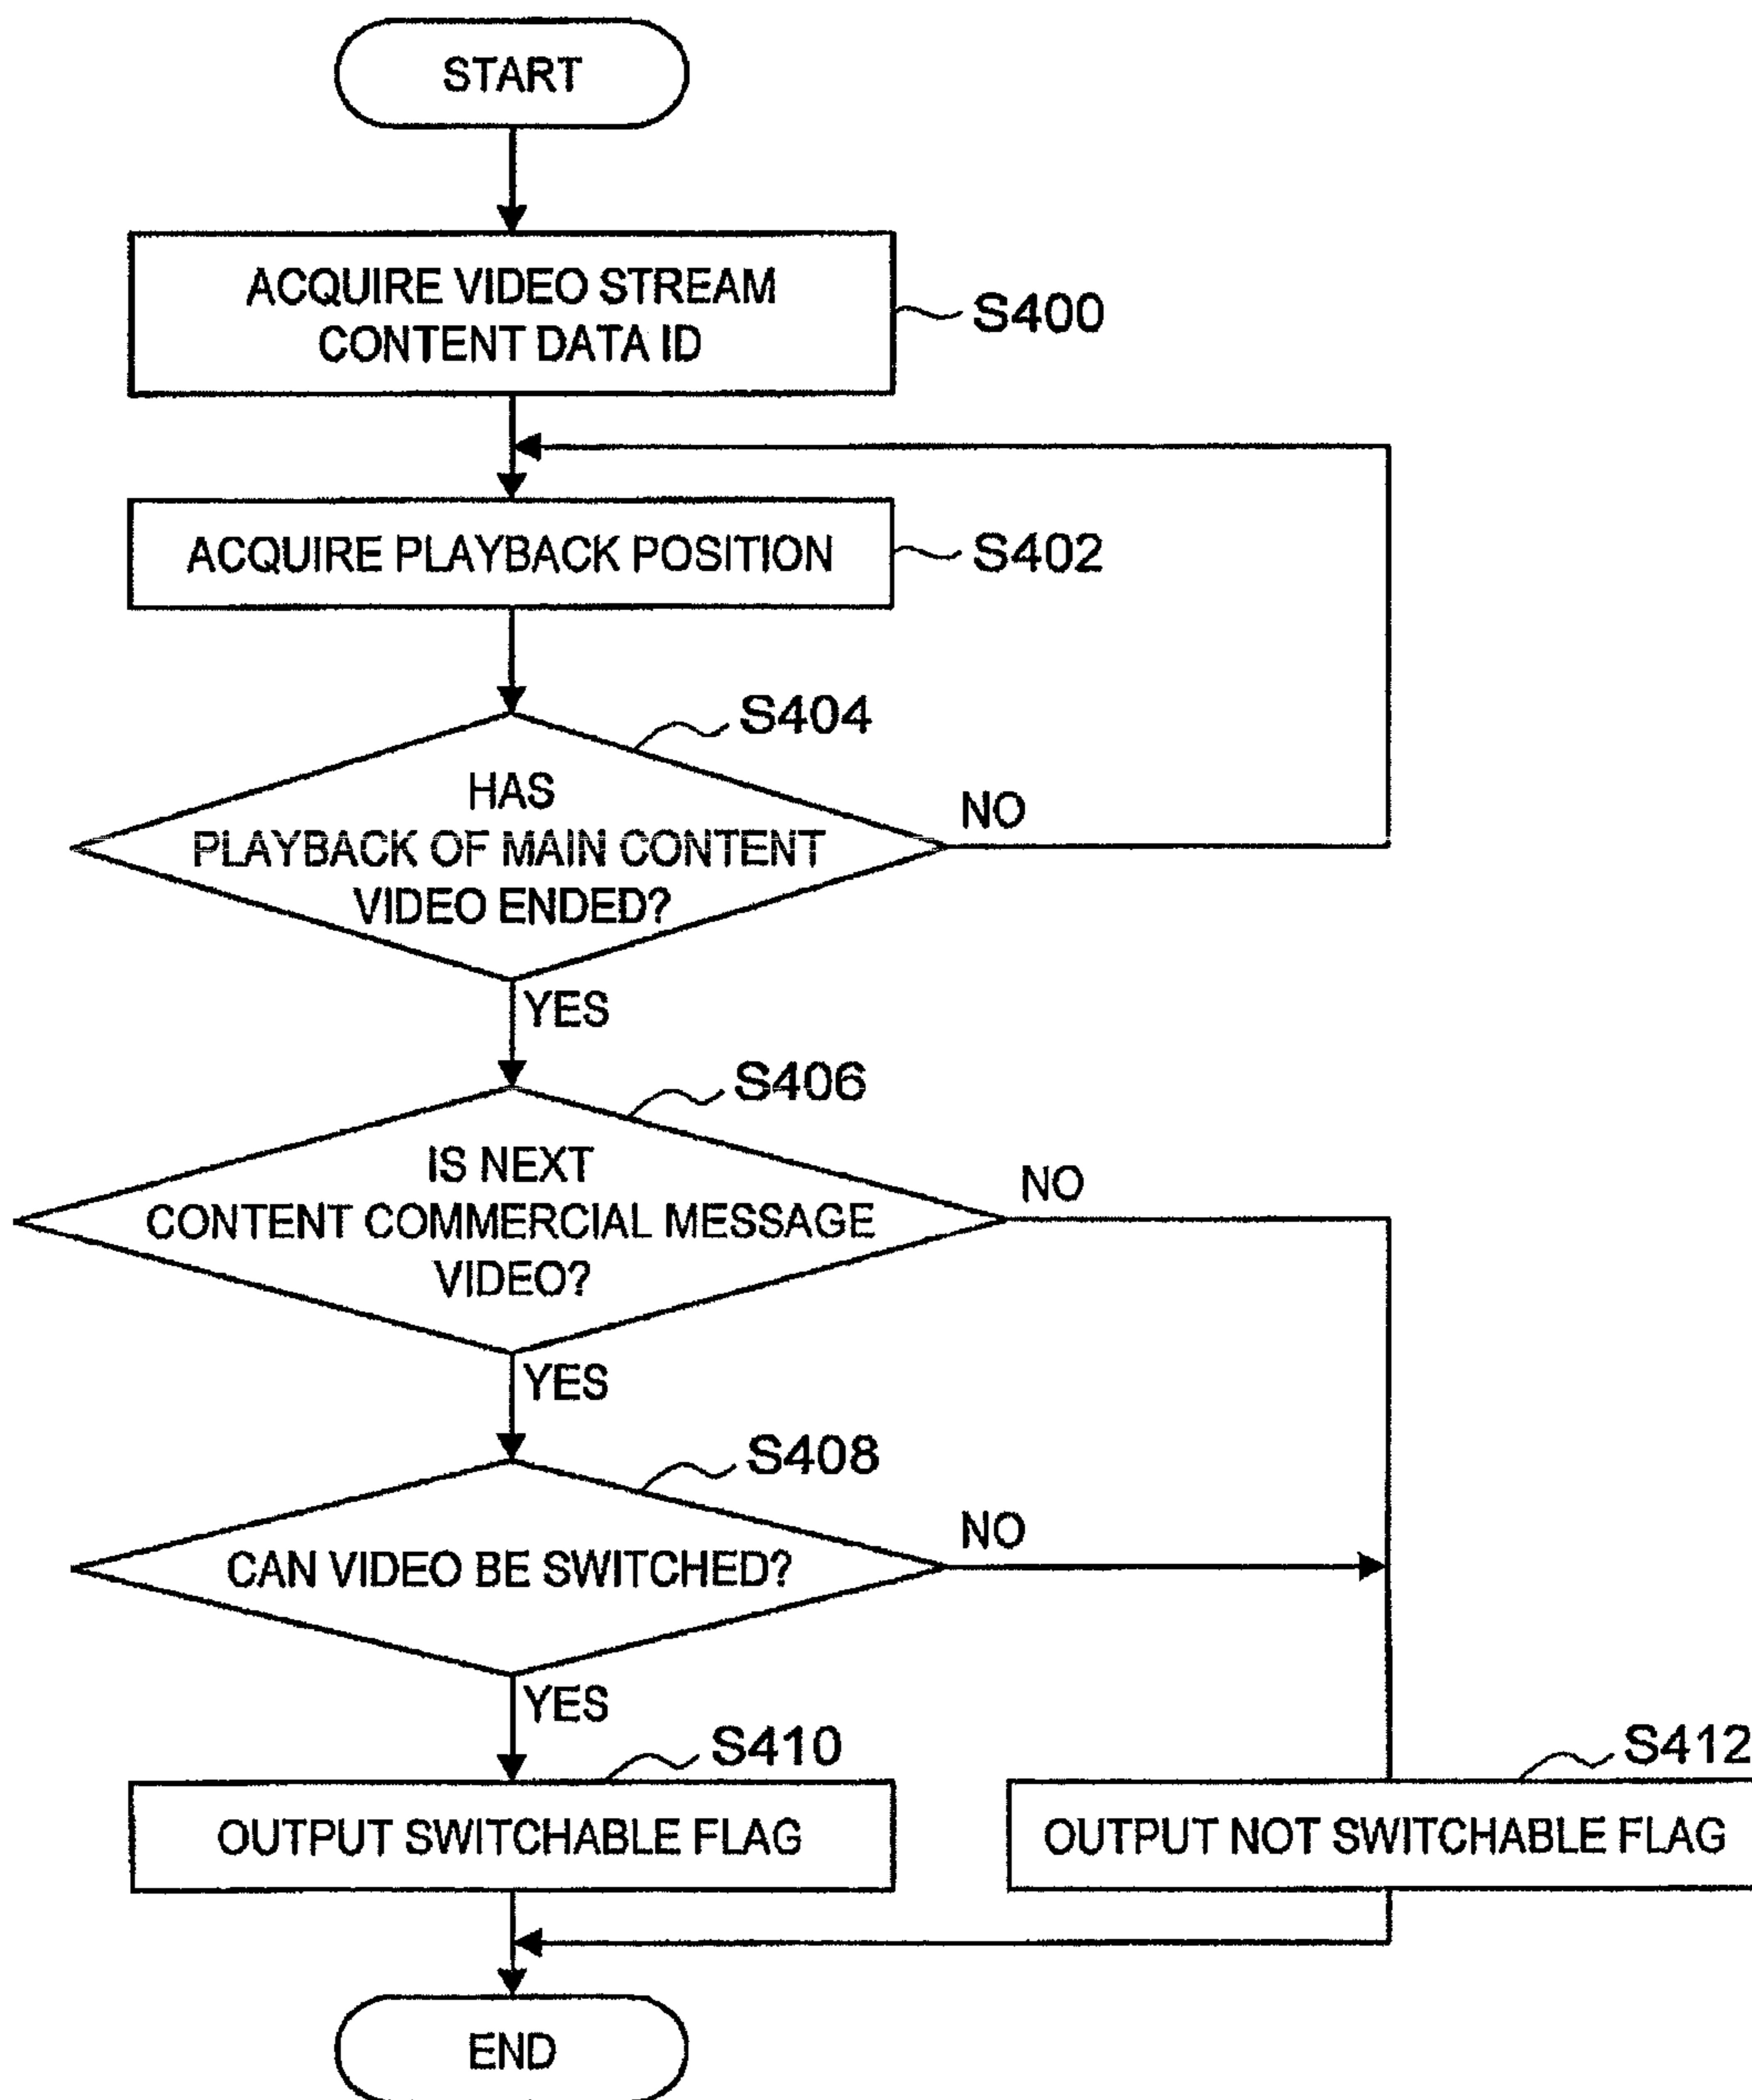 START
ACQUIRE VIDEO STREAM
CONTENT DATA ID
S400
ACQUIRE PLAYBACK POSITION
S402
S404
HAS
PLAYBACK OF MAIN CONTENT
VIDEO ENDED?
NO
YES
S406
IS NEXT
CONTENT COMMERCIAL MESSAGE
VIDEO?
NO
YES
S408
CAN VIDEO BE SWITCHED?
NO
YES
S410
OUTPUT SWITCHABLE FLAG
S412
OUTPUT NOT SWITCHABLE FLAG
END